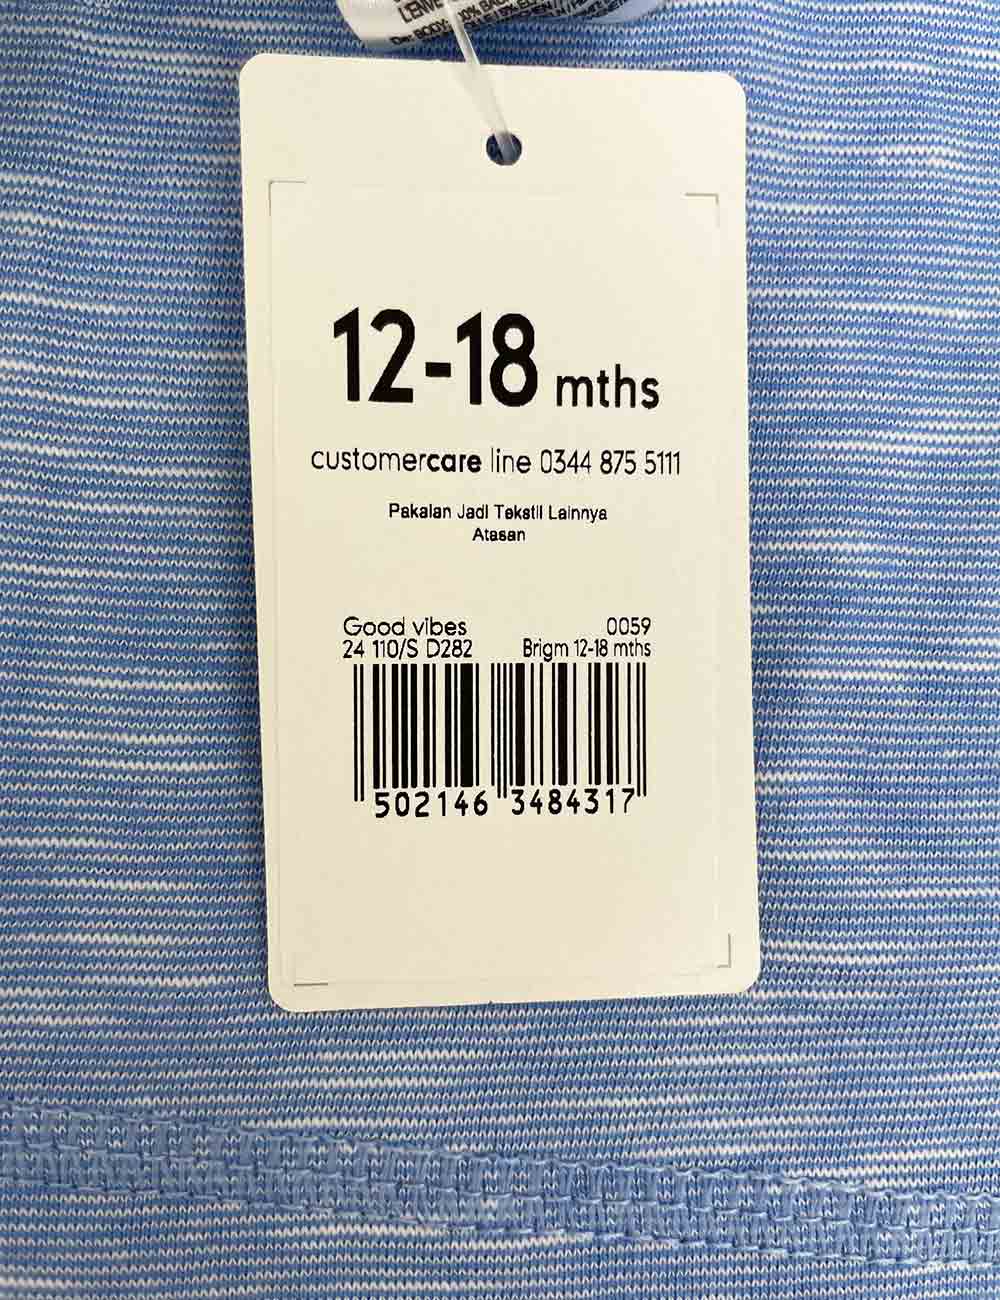 12-18 mths
customercare line 0344 875 5111
Pakaian Jadi Tekstil Lainnya
Atasan
Good vibes 0059
24 110/S D282 Brigm 12-18 mths
502146 3484317